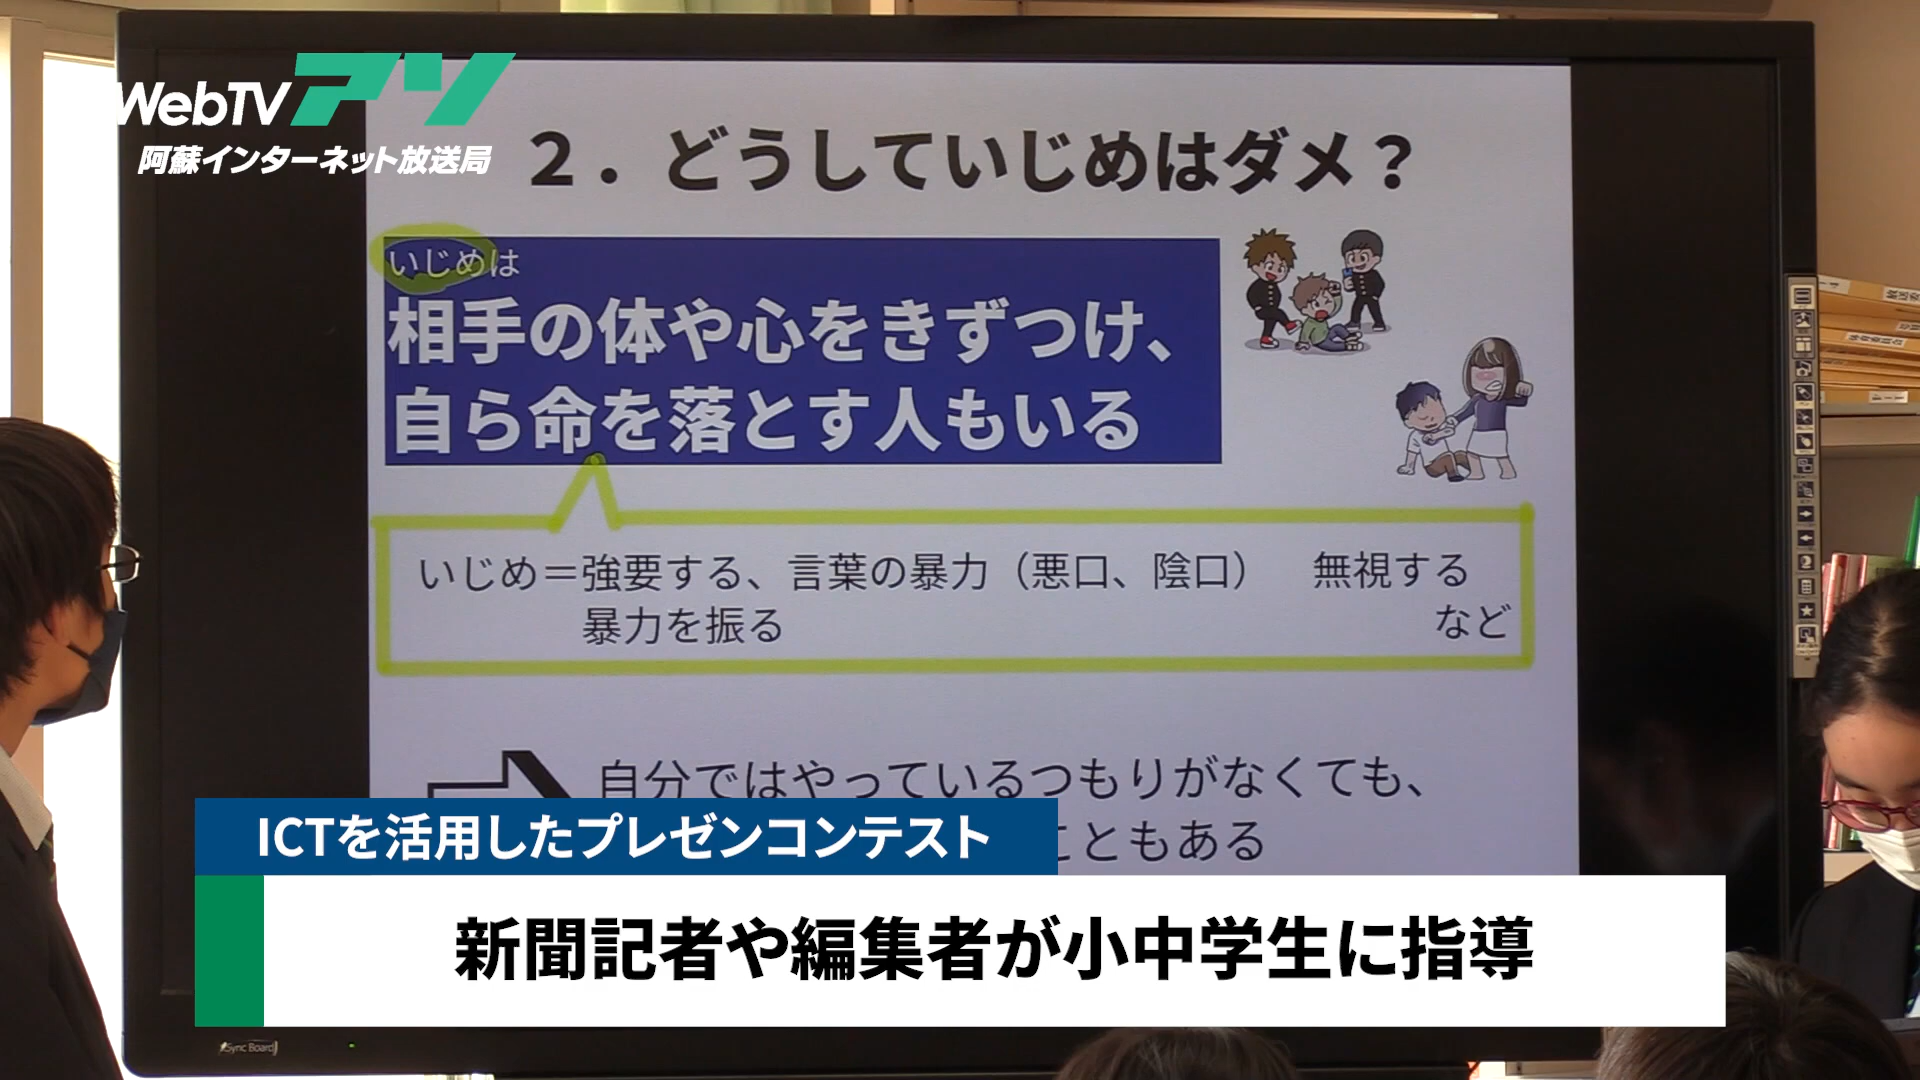 WebTVアソ
阿蘇インターネット放送局
２．どうしていじめはダメ？
いじめは
相手の体や心をきずつけ、
自ら命を落とす人もいる
いじめ＝強要する、言葉の暴力（悪口、陰口）　無視する
暴力を振る　など
自分ではやっているつもりがなくても、
こともある
ICTを活用したプレゼンコンテスト
新聞記者や編集者が小中学生に指導
Sync Board